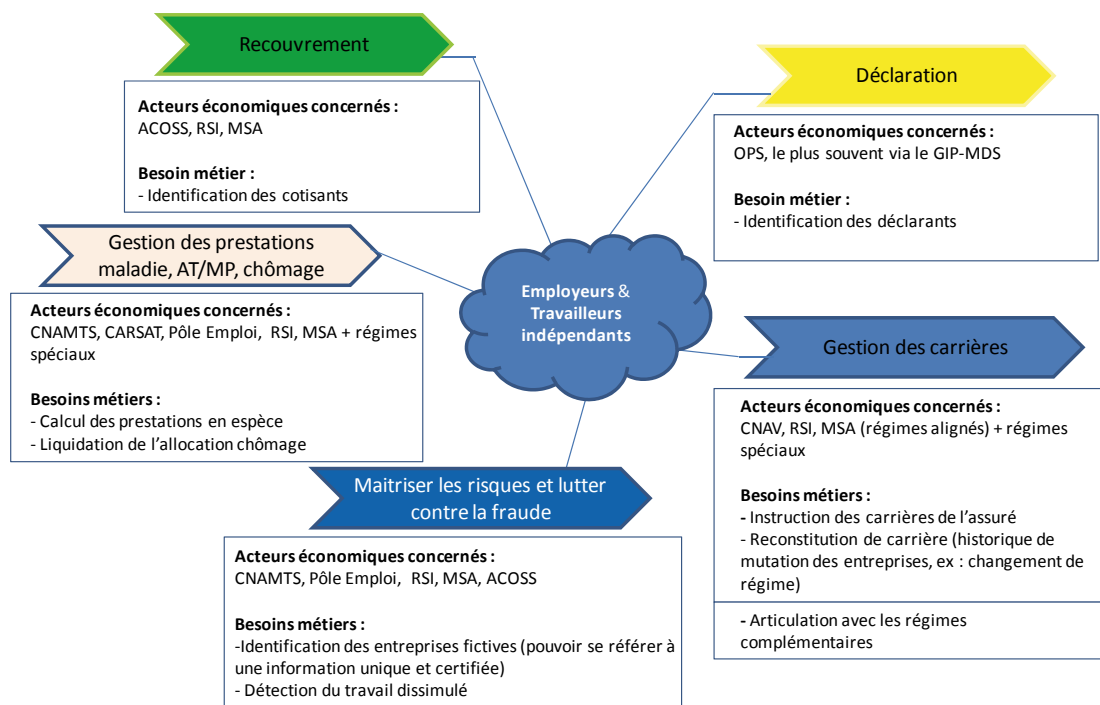 Recouvrement
Acteurs économiques concernés :
ACOSS, RSI, MSA
Besoin métier :
- Identification des cotisants
Déclaration
Acteurs économiques concernés :
OPS, le plus souvent via le GIP-MDS
Besoin métier :
- Identification des déclarants
Gestion des prestations
maladie, AT/MP, chômage
Acteurs économiques concernés :
CNAMTS, CARSAT, Pôle Emploi, RSI, MSA + régimes
spéciaux
Besoins métiers :
- Calcul des prestations en espèce
- Liquidation de l’allocation chômage
Employeurs &
Travailleurs
indépendants
Gestion des carrières
Acteurs économiques concernés :
CNAV, RSI, MSA (régimes alignés) + régimes
spéciaux
Besoins métiers :
- Instruction des carrières de l’assuré
- Reconstitution de carrière (historique de
mutation des entreprises, ex : changement de
régime)
- Articulation avec les régimes
complémentaires
Maitriser les risques et lutter
contre la fraude
Acteurs économiques concernés :
CNAMTS, Pôle Emploi, RSI, MSA, ACOSS
Besoins métiers :
-Identification des entreprises fictives (pouvoir se référer à
une information unique et certifiée)
- Détection du travail dissimulé